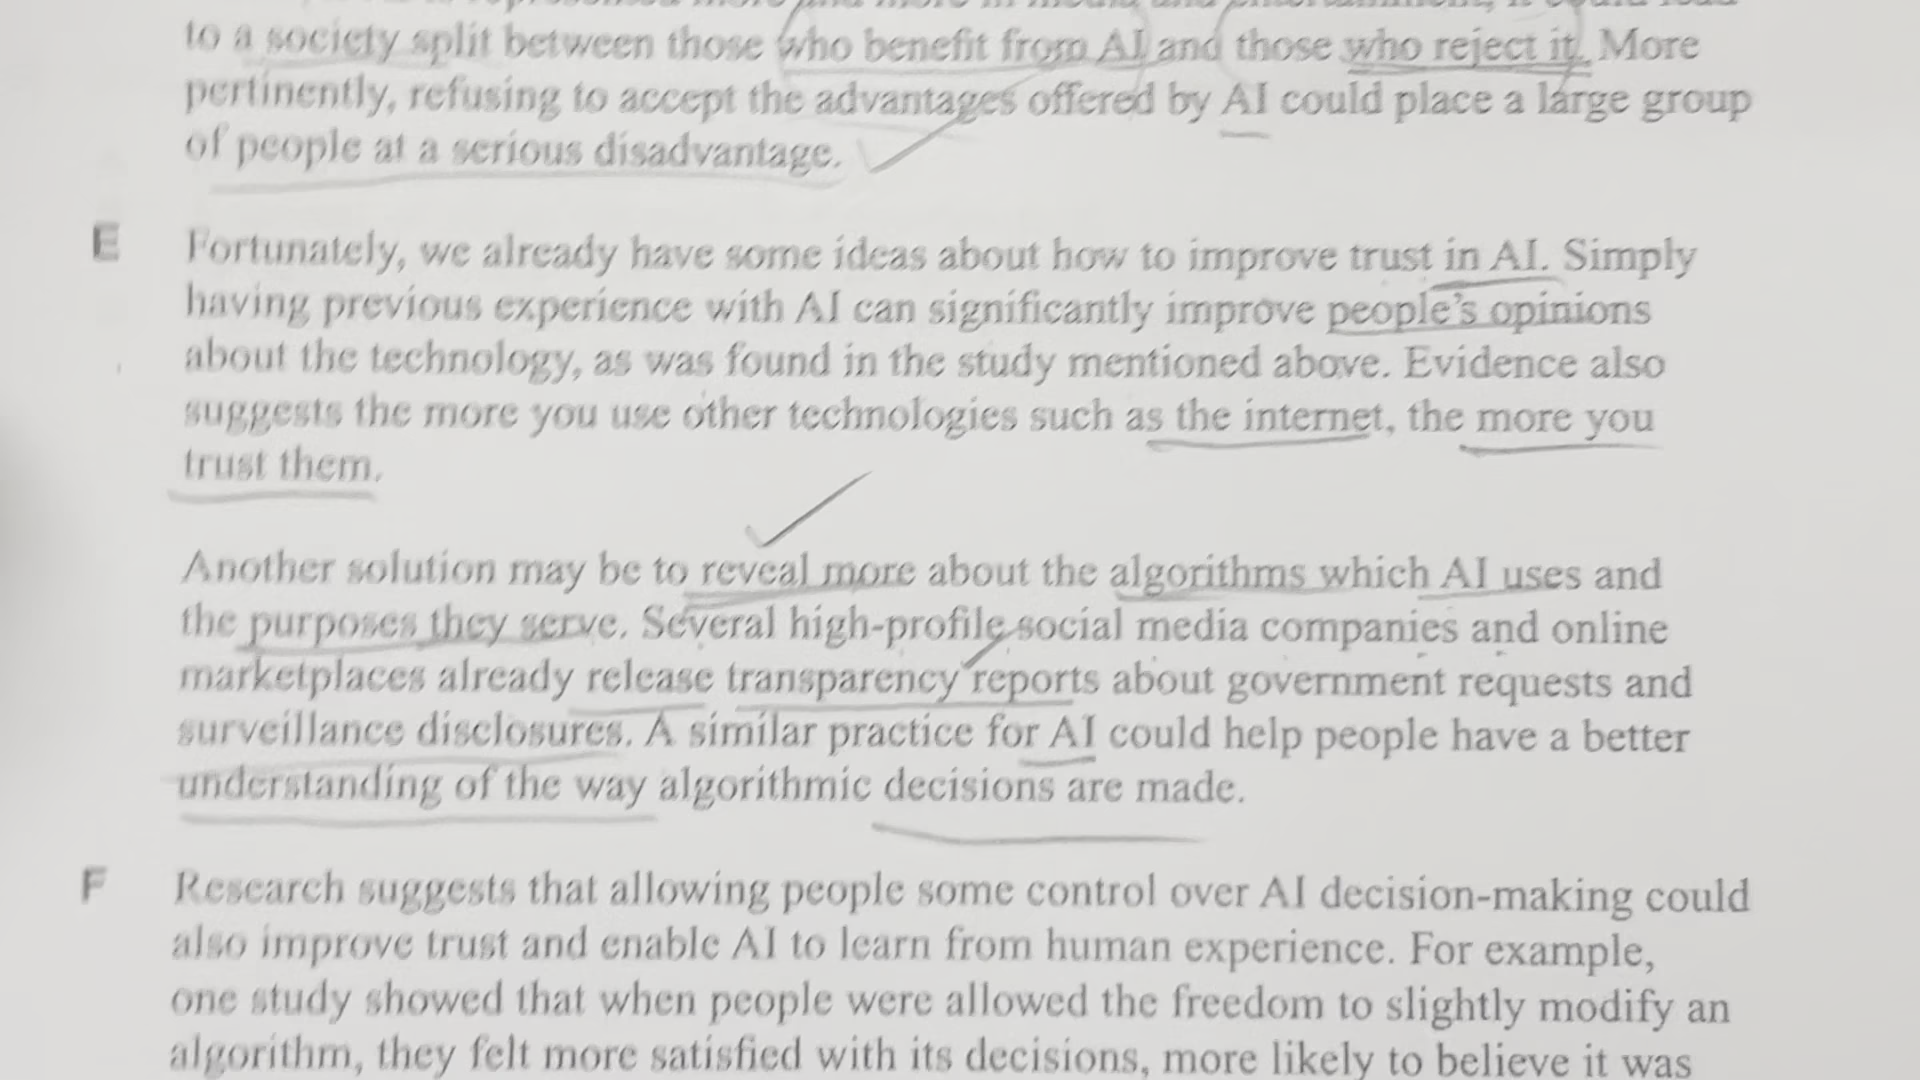 to a society split between those who benefit from AI and those who reject it. More
pertinently, refusing to accept the advantages offered by AI could place a large group
of people at a serious disadvantage.
E Fortunately, we already have some ideas about how to improve trust in AI. Simply
having previous experience with AI can significantly improve people's opinions
about the technology, as was found in the study mentioned above. Evidence also
suggests the more you use other technologies such as the internet, the more you
trust them.
Another solution may be to reveal more about the algorithms which AI uses and
the purposes they serve. Several high-profile social media companies and online
marketplaces already release transparency reports about government requests and
surveillance disclosures. A similar practice for AI could help people have a better
understanding of the way algorithmic decisions are made.
F Research suggests that allowing people some control over AI decision-making could
also improve trust and enable AI to learn from human experience. For example,
one study showed that when people were allowed the freedom to slightly modify an
algorithm, they felt more satisfied with its decisions, more likely to believe it was